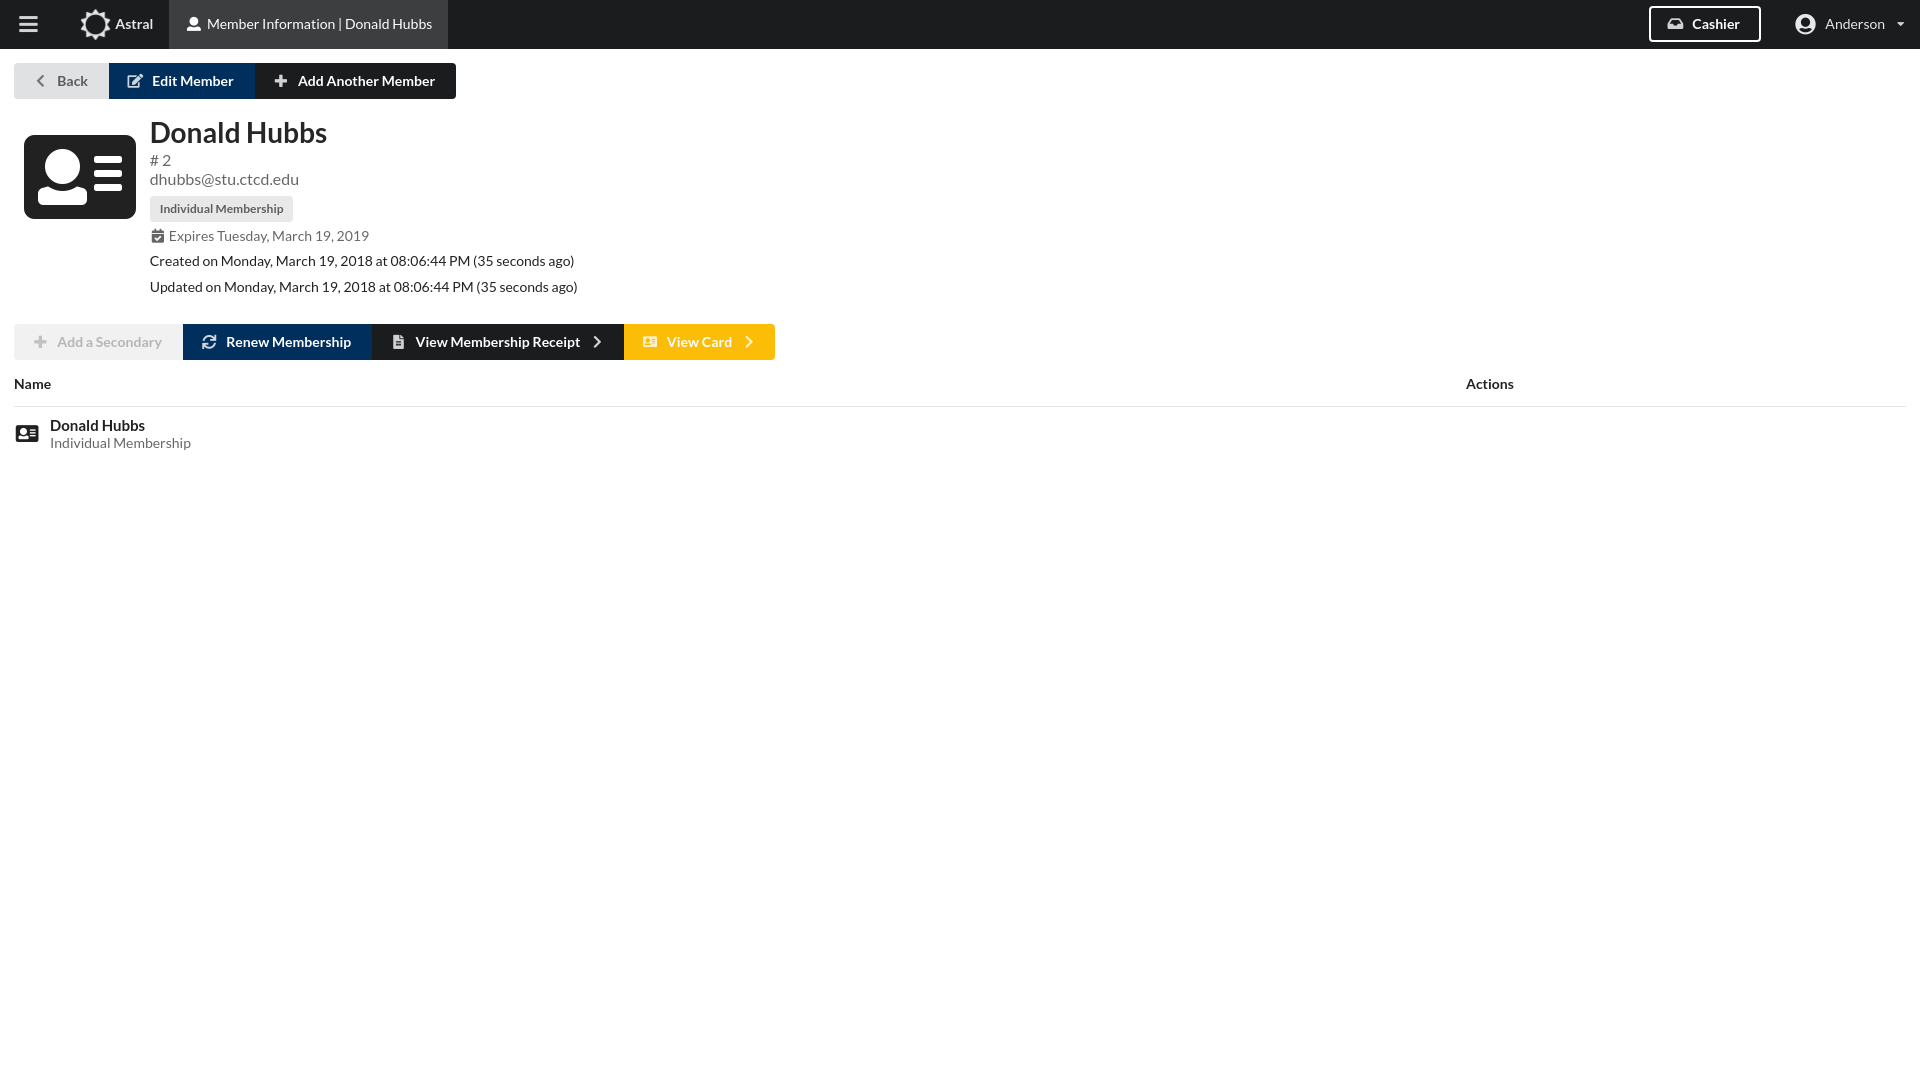 Astral
Member Information | Donald Hubbs
Cashier
Anderson
Back
Edit Member
Add Another Member
Donald Hubbs
# 2
dhubbs@stu.ctcd.edu
Individual Membership
Expires Tuesday, March 19, 2019
Created on Monday, March 19, 2018 at 08:06:44 PM (35 seconds ago)
Updated on Monday, March 19, 2018 at 08:06:44 PM (35 seconds ago)
Add a Secondary
Renew Membership
View Membership Receipt
View Card
Name
Actions
Donald Hubbs
Individual Membership